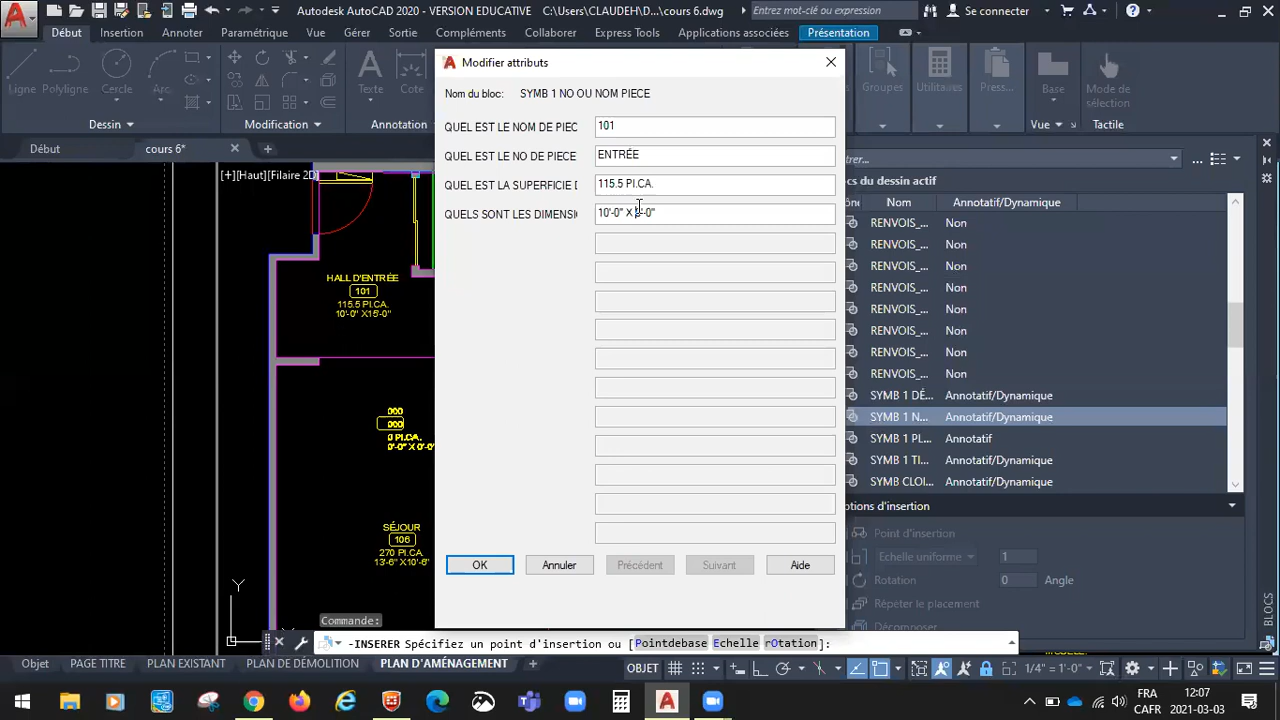 Autodesk AutoCAD 2020 - VERSION EDUCATIVE C:\Users\CLAUDEH\D...\cours 6.dwg
Entrez mot-clé ou expression
Se connecter
Début Insertion Annoter Paramétrique Vue Gérer Sortie Compléments Collaborer Express Tools Applications associées Présentation
Ligne Polyligne Cercle Arc
Texte Cote
Groupes Utilitaires Presse- Base Mode de sélection
Dessin Modification Annotation Tactile
Début cours 6*
[+][Haut][Filaire 2D]
Modifier attributs
Nom du bloc: SYMB 1 NO OU NOM PIECE
QUEL EST LE NOM DE PIEC 101
QUEL EST LE NO DE PIECE ENTRÉE
QUEL EST LA SUPERFICIE D 115.5 PI.CA.
QUELS SONT LES DIMENSI 10'-0" X -0"
OK Annuler Précédent Suivant Aide
HALL D'ENTRÉE
101
115.5 PI.CA.
10'-0" X15'-0"
000
000
0 PI.CA.
0'-0" X 0'-0
SÉJOUR
106
270 PI.CA
13'-6" X10'-6"
Y
Commande:
-INSERER Spécifiez un point d'insertion ou [Pointdebase Echelle rOtation]:
...rer.
cs du dessin actif
Nom Annotatif/Dynamique
RENVOIS_... Non
RENVOIS_... Non
RENVOIS_... Non
RENVOIS_... Non
RENVOIS_... Non
RENVOIS_... Non
RENVOIS_... Non
RENVOIS_... Non
SYMB 1 DÉ... Annotatif/Dynamique
SYMB 1 N... Annotatif/Dynamique
SYMB 1 PL... Annotatif
SYMB 1 TI... Annotatif/Dynamique
SYMB CLOI... Annotatif/Dynamique
otions d'insertion
Point d'insertion
Echelle uniforme 1
Rotation 0 Angle
Répéter le placement
Décomposer
BLOCS
Objet PAGE TITRE PLAN EXISTANT PLAN DE DÉMOLITION PLAN D'AMÉNAGEMENT
OBJET
1/4" = 1'-0"
FRA
CAFR
12:07
2021-03-03